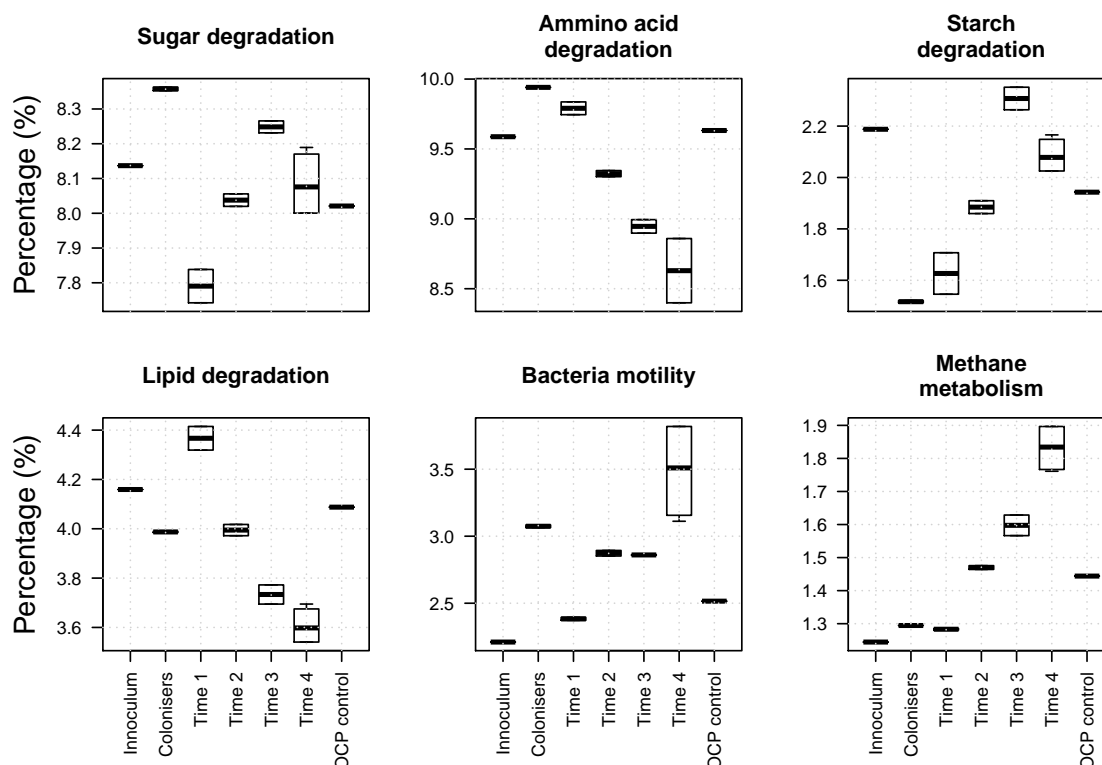 Sugar degradation
Ammino acid
degradation
Starch
degradation
Percentage (%)
8.3
8.2
8.1
8.0
7.9
7.8
10.0
9.5
9.0
8.5
2.2
2.0
1.8
1.6
Lipid degradation
Bacteria motility
Methane
metabolism
Percentage (%)
4.4
4.2
4.0
3.8
3.6
3.5
3.0
2.5
1.9
1.8
1.7
1.6
1.5
1.4
1.3
Innoculum
Colonisers
Time 1
Time 2
Time 3
Time 4
OCP control
Innoculum
Colonisers
Time 1
Time 2
Time 3
Time 4
OCP control
Innoculum
Colonisers
Time 1
Time 2
Time 3
Time 4
OCP control